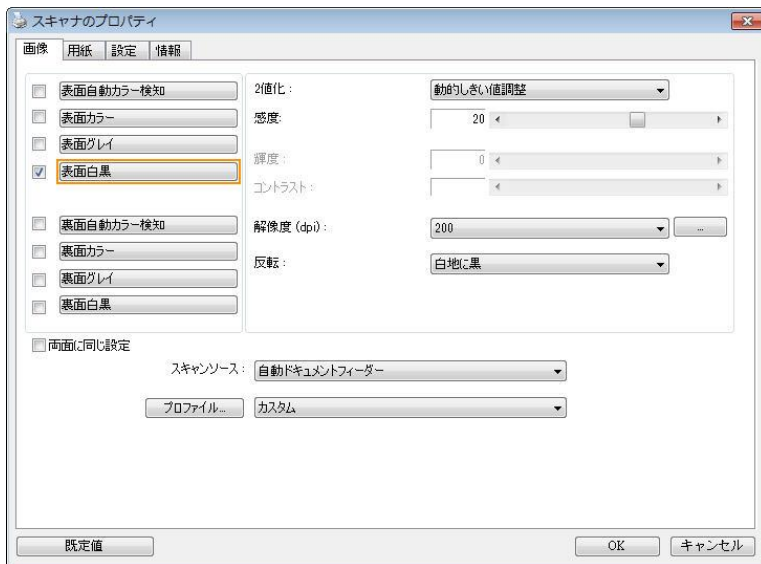 スキャナのプロパティ
画像 用紙 設定 情報
表面自動カラー検知
表面カラー
表面グレイ
表面白黒
裏面自動カラー検知
裏面カラー
裏面グレイ
裏面白黒
2値化： 動的しきい値調整
感度: 20
輝度： 0
コントラスト：
解像度 (dpi)： 200 ...
反転： 白地に黒
両面に同じ設定
スキャンソース： 自動ドキュメントフィーダー
プロファイル... カスタム
既定値 OK キャンセル